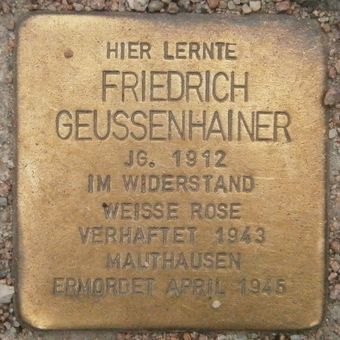 HIER LERNTE
FRIEDRICH
GEUSSENHAINER
JG. 1912
IM WIDERSTAND
WEISSE ROSE
VERHAFTET 1943
MAUTHAUSEN
ERMORDET APRIL 1945